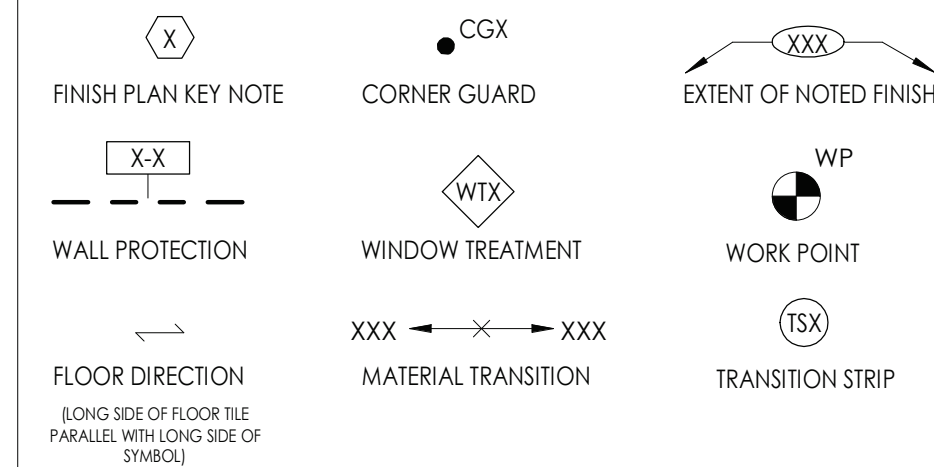 X
FINISH PLAN KEY NOTE
CGX
CORNER GUARD
XXX
EXTENT OF NOTED FINISH
X-X
WALL PROTECTION
WTX
WINDOW TREATMENT
WP
WORK POINT
FLOOR DIRECTION
(LONG SIDE OF FLOOR TILE
PARALLEL WITH LONG SIDE OF
SYMBOL)
XXX XXX
MATERIAL TRANSITION
TSX
TRANSITION STRIP